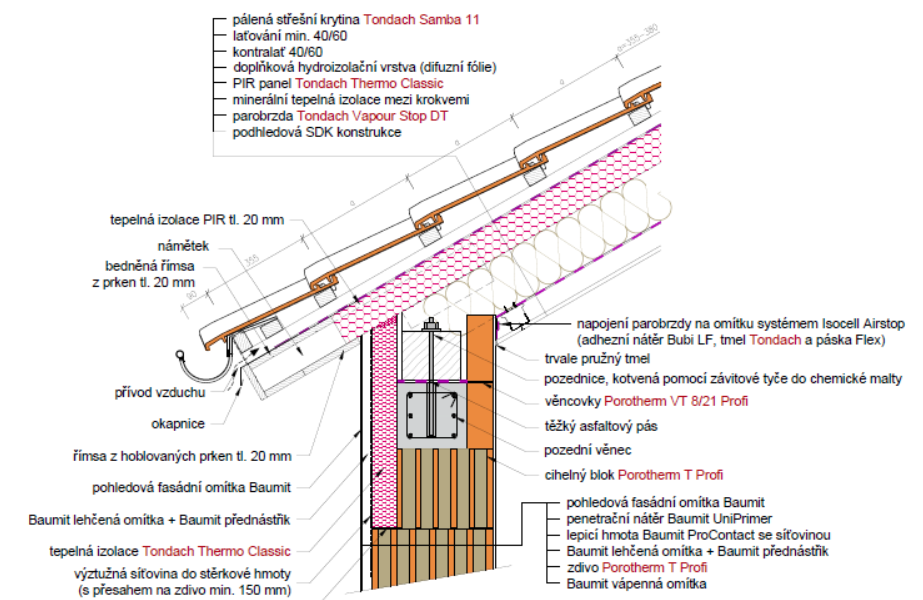 pálená střešní krytina Tondach Samba 11
laťování min. 40/60
kontralať 40/60
doplňková hydroizolační vrstva (difuzní fólie)
PIR panel Tondach Thermo Classic
minerální tepelná izolace mezi krokvemi
parobrzda Tondach Vapour Stop DT
podhledová SDK konstrukce
a=355-380
a
a
a
355
90
tepelná izolace PIR tl. 20 mm
námětek
bedněná římsa
z prken tl. 20 mm
přívod vzduchu
okapnice
římsa z hoblovaných prken tl. 20 mm
pohledová fasádní omítka Baumit
Baumit lehčená omítka + Baumit přednástřik
tepelná izolace Tondach Thermo Classic
výztužná síťovina do stěrkové hmoty
(s přesahem na zdivo min. 150 mm)
napojení parobrzdy na omítku systémem Isocell Airstop
(adhezní nátěr Bubi LF, tmel Tondach a páska Flex)
trvale pružný tmel
pozednice, kotvená pomocí závitové tyče do chemické malty
věncovky Porotherm VT 8/21 Profi
těžký asfaltový pás
pozední věnec
cihelný blok Porotherm T Profi
pohledová fasádní omítka Baumit
penetrační nátěr Baumit UniPrimer
lepicí hmota Baumit ProContact se síťovinou
Baumit lehčená omítka + Baumit přednástřik
zdivo Porotherm T Profi
Baumit vápenná omítka